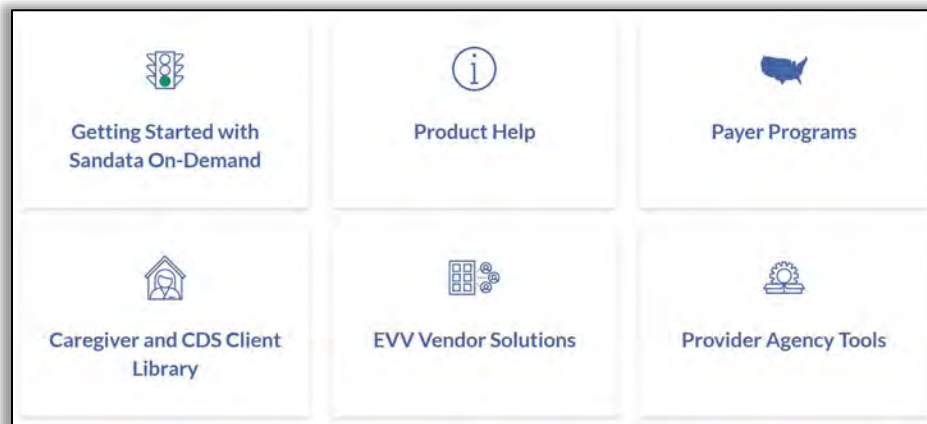 Getting Started with
Sandata On-Demand
Product Help
Payer Programs
Caregiver and CDS Client
Library
EVV Vendor Solutions
Provider Agency Tools